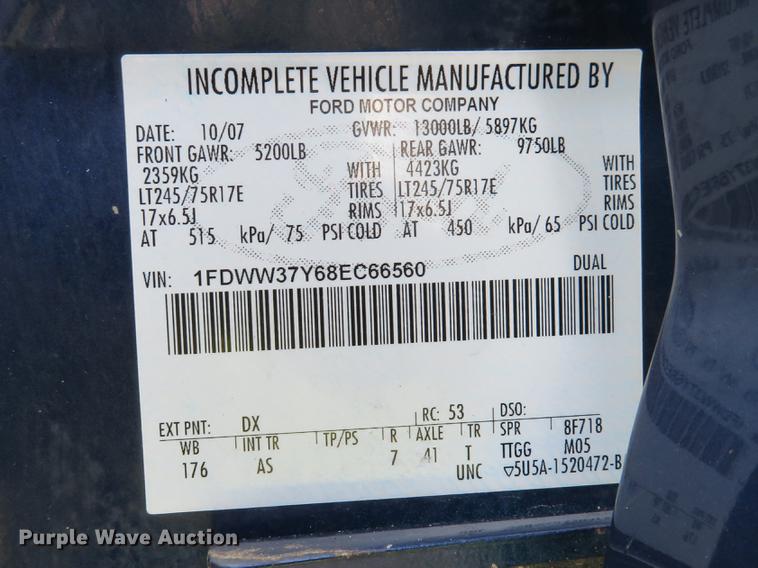 INCOMPLETE VEHICLE MANUFACTURED BY
FORD MOTOR COMPANY
DATE: 10/07 GVWR: 13000LB/ 5897KG
FRONT GAWR: 5200LB REAR GAWR: 9750LB
2359KG WITH 4423KG WITH
LT245/75R17E TIRES LT245/75R17E TIRES
17x6.5J RIMS 17x6.5J RIMS
AT 515 kPa/ 75 PSI COLD AT 450 kPa/ 65 PSI COLD
VIN: 1FDWW37Y68EC66560 DUAL
EXT PNT: DX RC: 53 DSO:
WB INT TR TP/PS R AXLE TR SPR 8F718
176 AS 7 41 T TTGG M05
UNC ▽5U5A-1520472-B
Purple Wave Auction